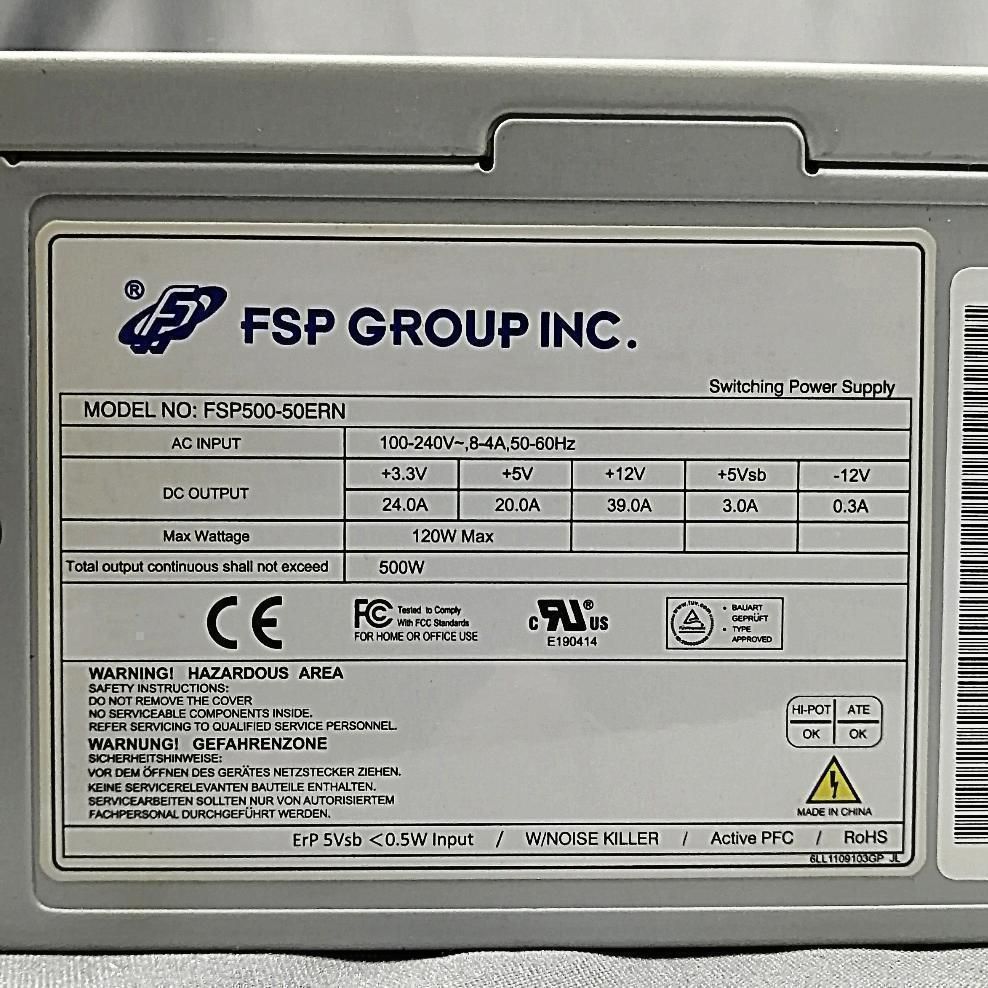 ®
FSP GROUP INC.
Switching Power Supply
MODEL NO: FSP500-50ERN
AC INPUT 100-240V~,8-4A,50-60Hz
DC OUTPUT +3.3V +5V +12V +5Vsb -12V
24.0A 20.0A 39.0A 3.0A 0.3A
Max Wattage 120W Max
Total output continuous shall not exceed 500W
CE
FC Tested to Comply
With FCC Standards
FOR HOME OR OFFICE USE
c RU® US
E190414
www.tuv.com
BAUART
GEPRÜFT
TYPE
APPROVED
WARNING! HAZARDOUS AREA
SAFETY INSTRUCTIONS:
DO NOT REMOVE THE COVER
NO SERVICEABLE COMPONENTS INSIDE.
REFER SERVICING TO QUALIFIED SERVICE PERSONNEL.
WARNUNG! GEFAHRENZONE
SICHERHEITSHINWEISE:
VOR DEM ÖFFNEN DES GERÄTES NETZSTECKER ZIEHEN.
KEINE SERVICERELEVANTEN BAUTEILE ENTHALTEN.
SERVICEARBEITEN SOLLTEN NUR VON AUTORISIERTEM
FACHPERSONAL DURCHGEFÜHRT WERDEN.
HI-POT ATE
OK OK
MADE IN CHINA
ErP 5Vsb <0.5W Input / W/NOISE KILLER / Active PFC / RoHS
6LL1109103GP JL